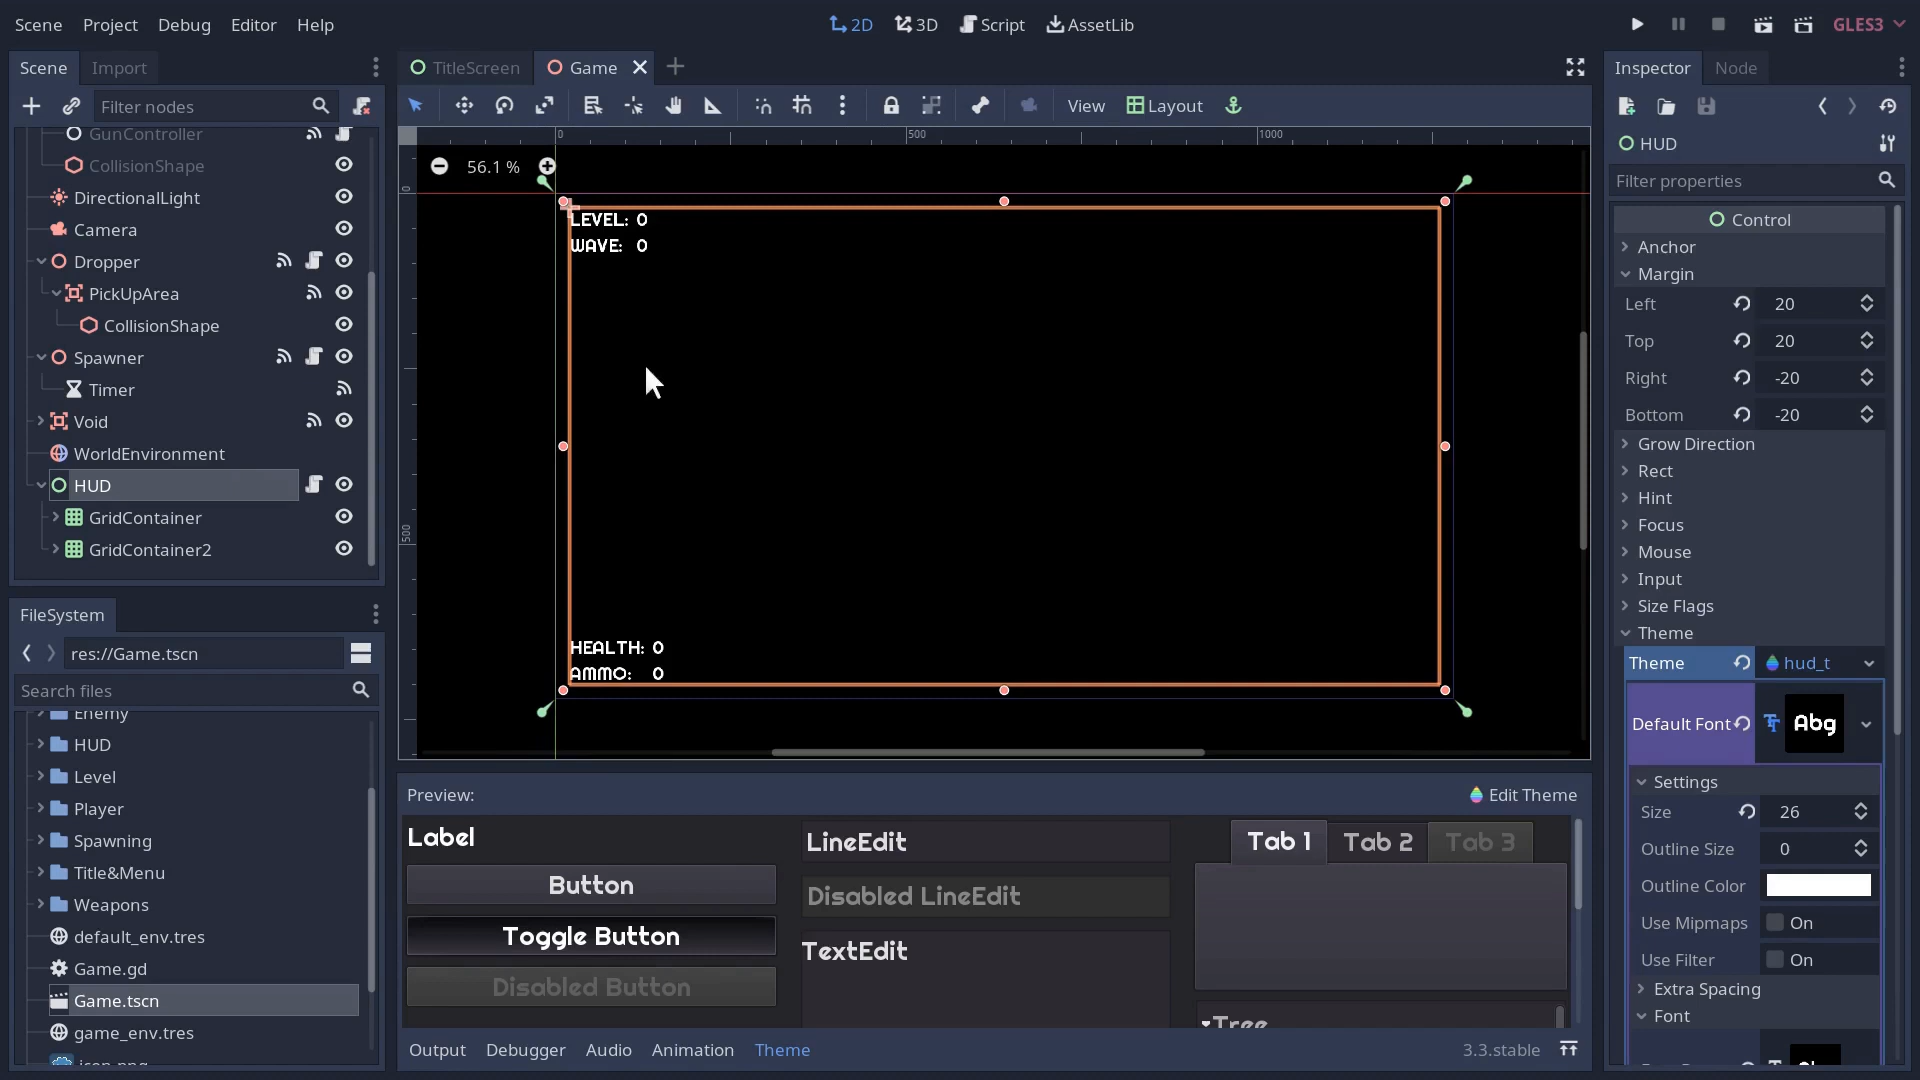 Scene Project Debug Editor Help
2D 3D Script AssetLib
GLES3
Scene Import
Filter nodes
GunController
CollisionShape
DirectionalLight
Camera
Dropper
PickUpArea
CollisionShape
Spawner
Timer
Void
WorldEnvironment
HUD
GridContainer
GridContainer2
FileSystem
res://Game.tscn
Search files
Enemy
HUD
Level
Player
Spawning
Title&Menu
Weapons
default_env.tres
Game.gd
Game.tscn
game_env.tres
icon.png
TitleScreen Game
View Layout
0 500 1000
0
500
56.1 %
LEVEL: 0
WAVE: 0
HEALTH: 0
AMMO: 0
Preview: Edit Theme
Label
Button
Toggle Button
Disabled Button
LineEdit
Disabled LineEdit
TextEdit
Tab 1 Tab 2 Tab 3
Tree
Output Debugger Audio Animation Theme 3.3.stable
Inspector Node
HUD
Filter properties
Control
Anchor
Margin
Left 20
Top 20
Right -20
Bottom -20
Grow Direction
Rect
Hint
Focus
Mouse
Input
Size Flags
Theme
Theme hud_t
Default Font Abg
Settings
Size 26
Outline Size 0
Outline Color
Use Mipmaps On
Use Filter On
Extra Spacing
Font